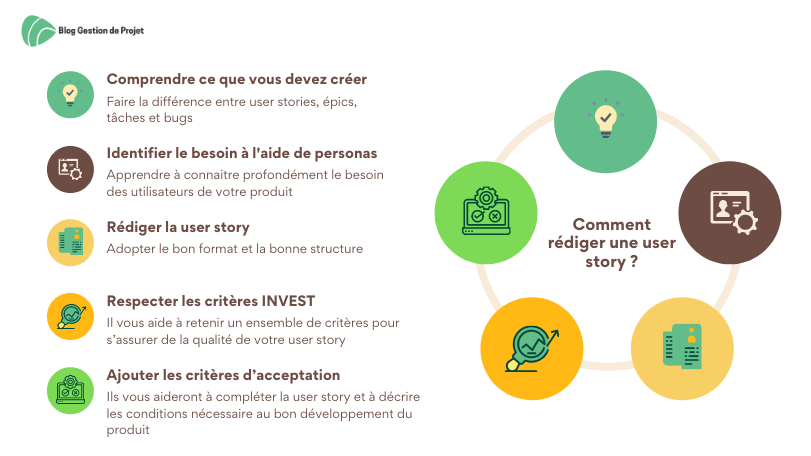 Blog Gestion de Projet
Comprendre ce que vous devez créer
Faire la différence entre user stories, épics,
tâches et bugs
Identifier le besoin à l'aide de personas
Apprendre à connaitre profondément le besoin
des utilisateurs de votre produit
Rédiger la user story
Adopter le bon format et la bonne structure
Respecter les critères INVEST
Il vous aide à retenir un ensemble de critères pour
s'assurer de la qualité de votre user story
Ajouter les critères d'acceptation
Ils vous aideront à compléter la user story et à décrire
les conditions nécessaire au bon développement du
produit
Comment
rédiger une user
story ?